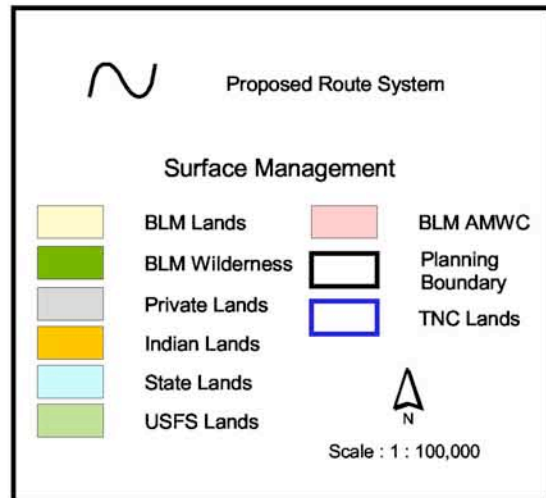 Proposed Route System
Surface Management
BLM Lands
BLM Wilderness
Private Lands
Indian Lands
State Lands
USFS Lands
BLM AMWC
Planning
Boundary
TNC Lands
N
Scale : 1 : 100,000